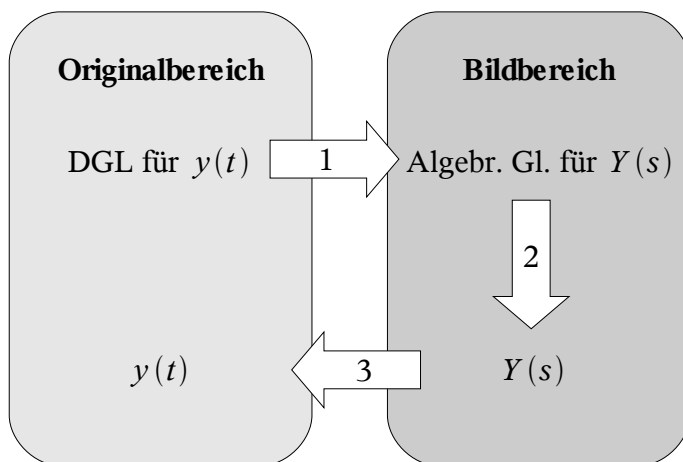 Originalbereich Bildbereich
DGL für y(t) 1 Algebr. Gl. für Y(s)
2
y(t) 3 Y(s)